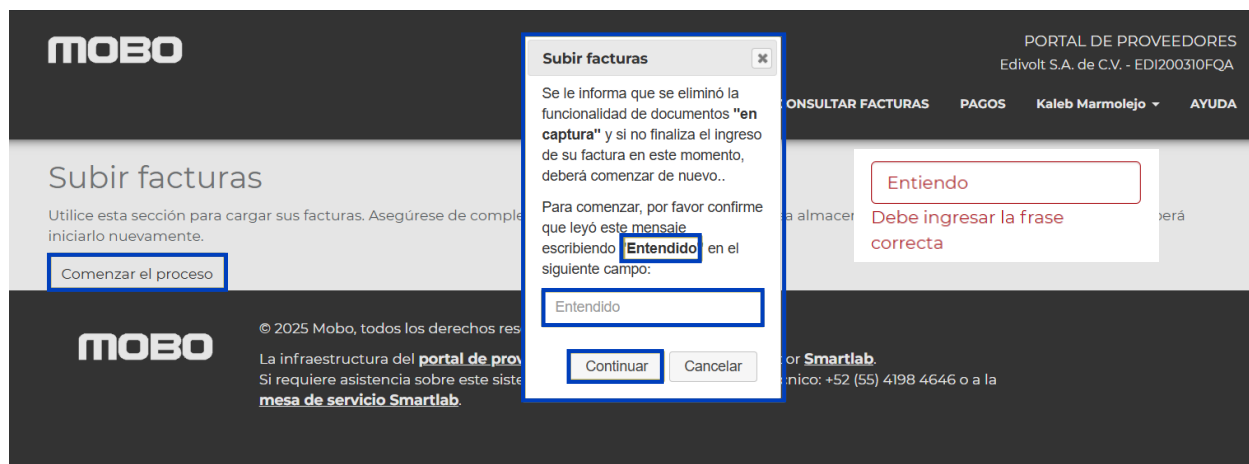 MOBO
PORTAL DE PROVEEDORES
Edivolt S.A. de C.V. - EDI200310FQA
ONSULTAR FACTURAS PAGOS Kaleb Marmolejo AYUDA
Subir facturas
Se le informa que se eliminó la
funcionalidad de documentos "en
captura" y si no finaliza el ingreso
de su factura en este momento,
deberá comenzar de nuevo..
Para comenzar, por favor confirme
que leyó este mensaje
escribiendo "Entendido" en el
siguiente campo:
Entendido
Continuar Cancelar
Subir facturas
Utilice esta sección para cargar sus facturas. Asegúrese de comple
iniciarlo nuevamente.
Comenzar el proceso
Entiendo
Debe ingresar la frase
correcta
MOBO
© 2025 Mobo, todos los derechos res
La infraestructura del portal de prov or Smartlab.
Si requiere asistencia sobre este siste nico: +52 (55) 4198 4646 o a la
mesa de servicio Smartlab.